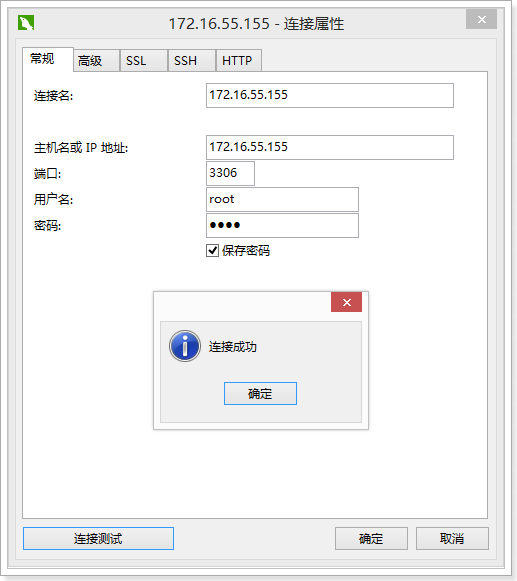 172.16.55.155 - 连接属性
常规 高级 SSL SSH HTTP
连接名: 172.16.55.155
主机名或 IP 地址: 172.16.55.155
端口: 3306
用户名: root
密码: ●●●●
保存密码
连接成功
确定
连接测试 确定 取消